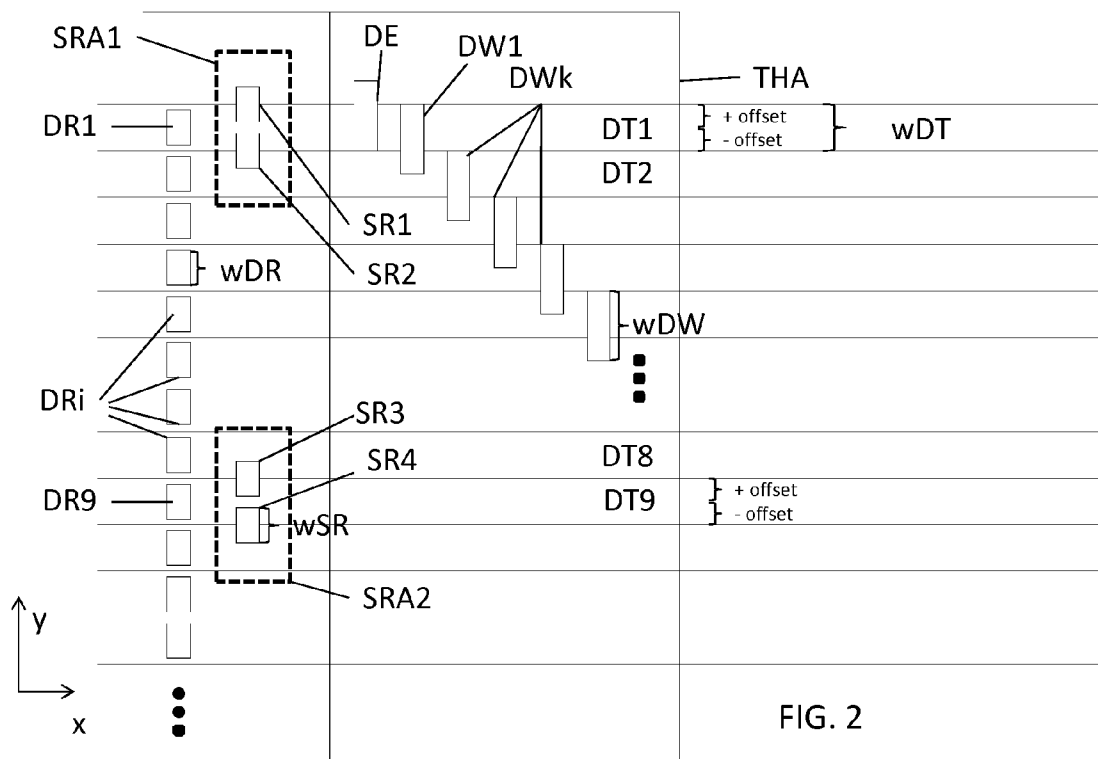 SRA1
DE
DW1
DWk
THA
DR1
DT1
+ offset
- offset
wDT
DT2
SR1
SR2
wDR
wDW
DRi
SR3
SR4
DT8
DR9
wSR
DT9
+ offset
- offset
SRA2
y
x
FIG. 2